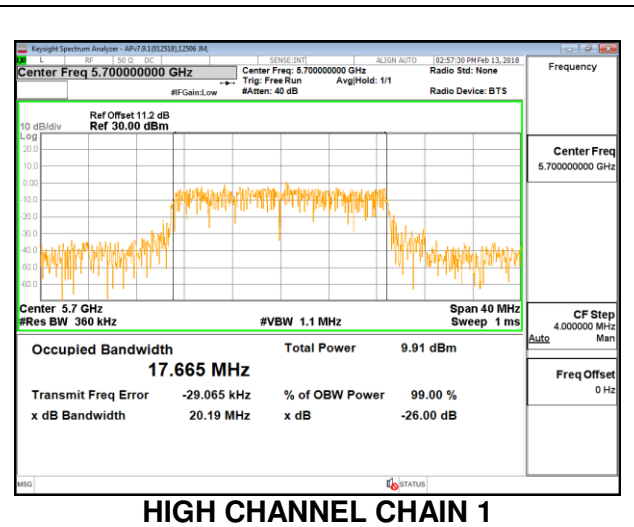 Keysight Spectrum Analyzer - APv7.9.1(012518),12506 JM,
L RF 50 Ω DC SENSE:INT ALIGN AUTO 02:57:30 PM Feb 13, 2018
Center Freq 5.700000000 GHz
Center Freq: 5.700000000 GHz
Radio Std: None
Trig: Free Run Avg|Hold: 1/1
#IFGain:Low #Atten: 40 dB Radio Device: BTS
Frequency
Ref Offset 11.2 dB
10 dB/div Ref 30.00 dBm
Log
20.0
10.0
0.00
-10.0
-20.0
-30.0
-40.0
-50.0
-60.0
Center 5.7 GHz Span 40 MHz
#Res BW 360 kHz #VBW 1.1 MHz Sweep 1 ms
Center Freq
5.700000000 GHz
CF Step
4.000000 MHz
Auto Man
Freq Offset
0 Hz
Occupied Bandwidth Total Power 9.91 dBm
17.665 MHz
Transmit Freq Error -29.065 kHz % of OBW Power 99.00 %
x dB Bandwidth 20.19 MHz x dB -26.00 dB
MSG STATUS
HIGH CHANNEL CHAIN 1